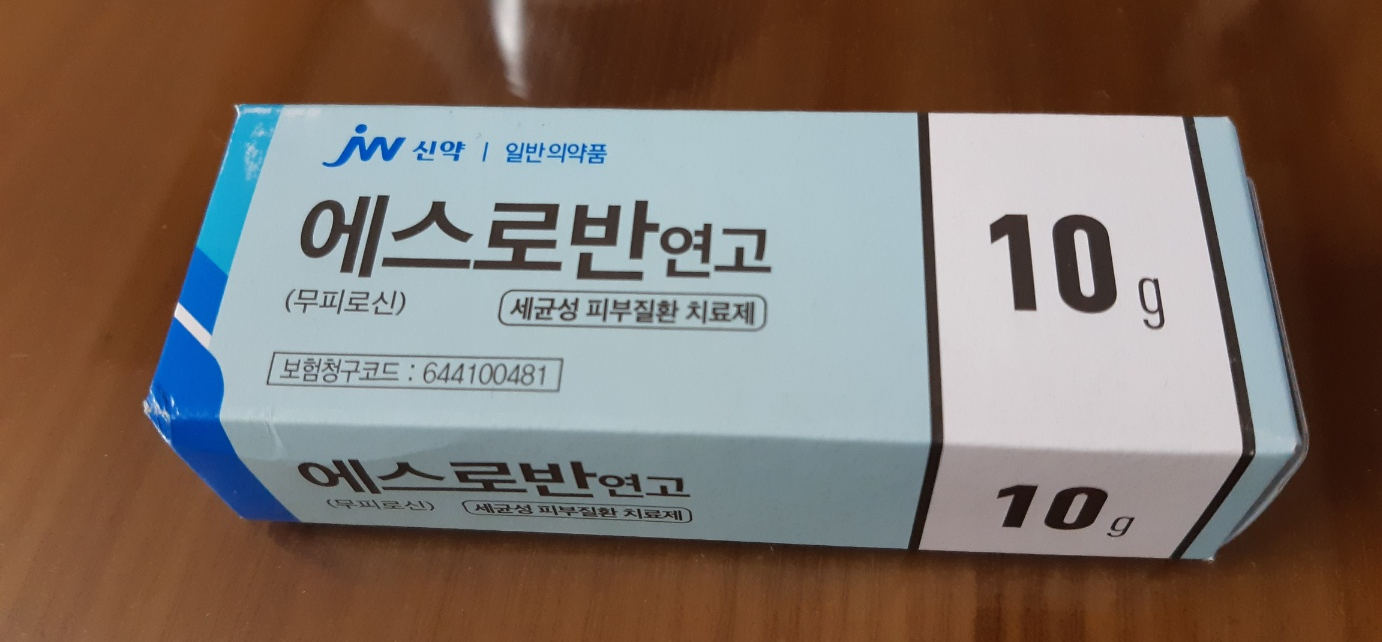 jw 신약 | 일반의약품
에스로반연고
(무피로신) 세균성 피부질환 치료제
보험청구코드 : 644100481
10 g
에스로반연고
(무피로신) 세균성 피부질환 치료제
10 g